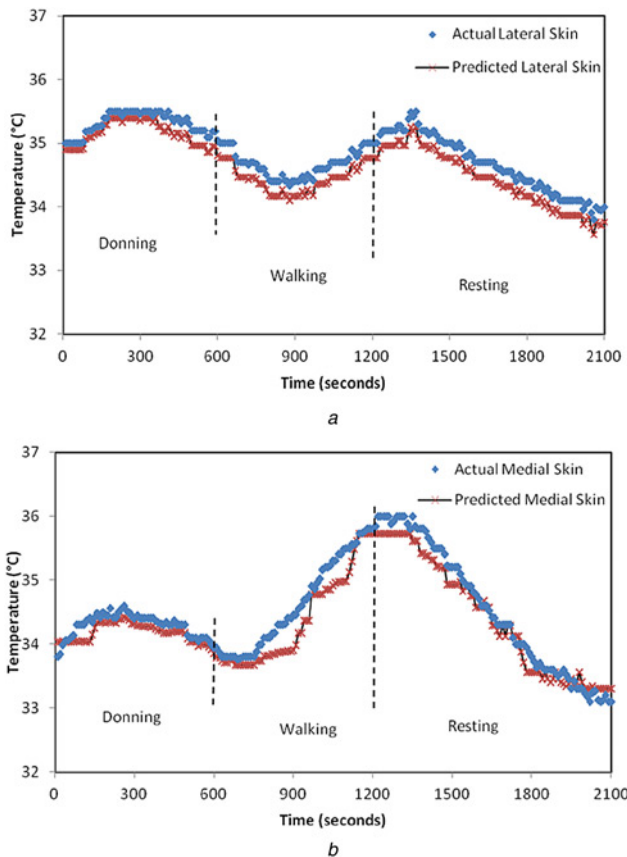 37
36
35
34
33
32
Temperature (°C)
Actual Lateral Skin
Predicted Lateral Skin
Donning
Walking
Resting
0 300 600 900 1200 1500 1800 2100
Time (seconds)
a
37
36
35
34
33
32
Temperature (°C)
Actual Medial Skin
Predicted Medial Skin
Donning
Walking
Resting
0 300 600 900 1200 1500 1800 2100
Time (seconds)
b